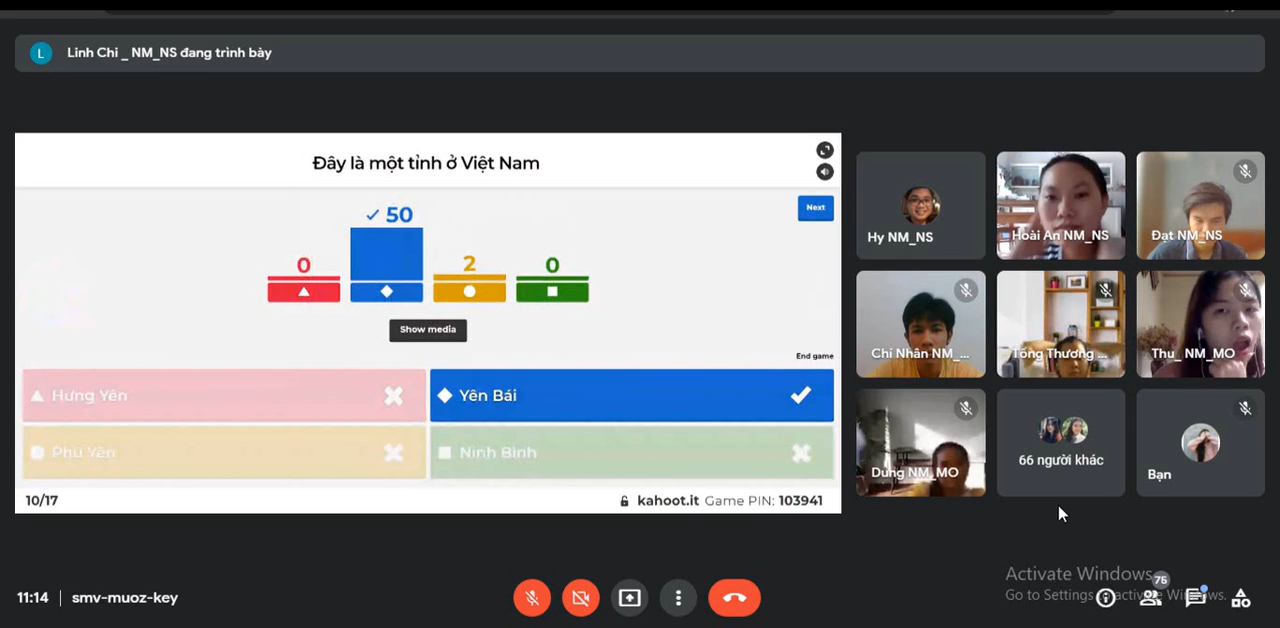 L
Linh Chi _ NM_NS đang trình bày
Đây là một tỉnh ở Việt Nam
Next
50
0
2
0
Show media
End game
Hưng Yên
Yên Bái
Phú Yên
Ninh Bình
10/17
kahoot.it Game PIN: 103941
Hy NM_NS
Hoài An NM_NS
Đạt NM_NS
Chí Nhân NM_...
Tống Thương ...
Thu_ NM_MO
Dung NM_MO
66 người khác
Bạn
Activate Windows
Go to Settings to activate Windows.
75
11:14
smv-muoz-key